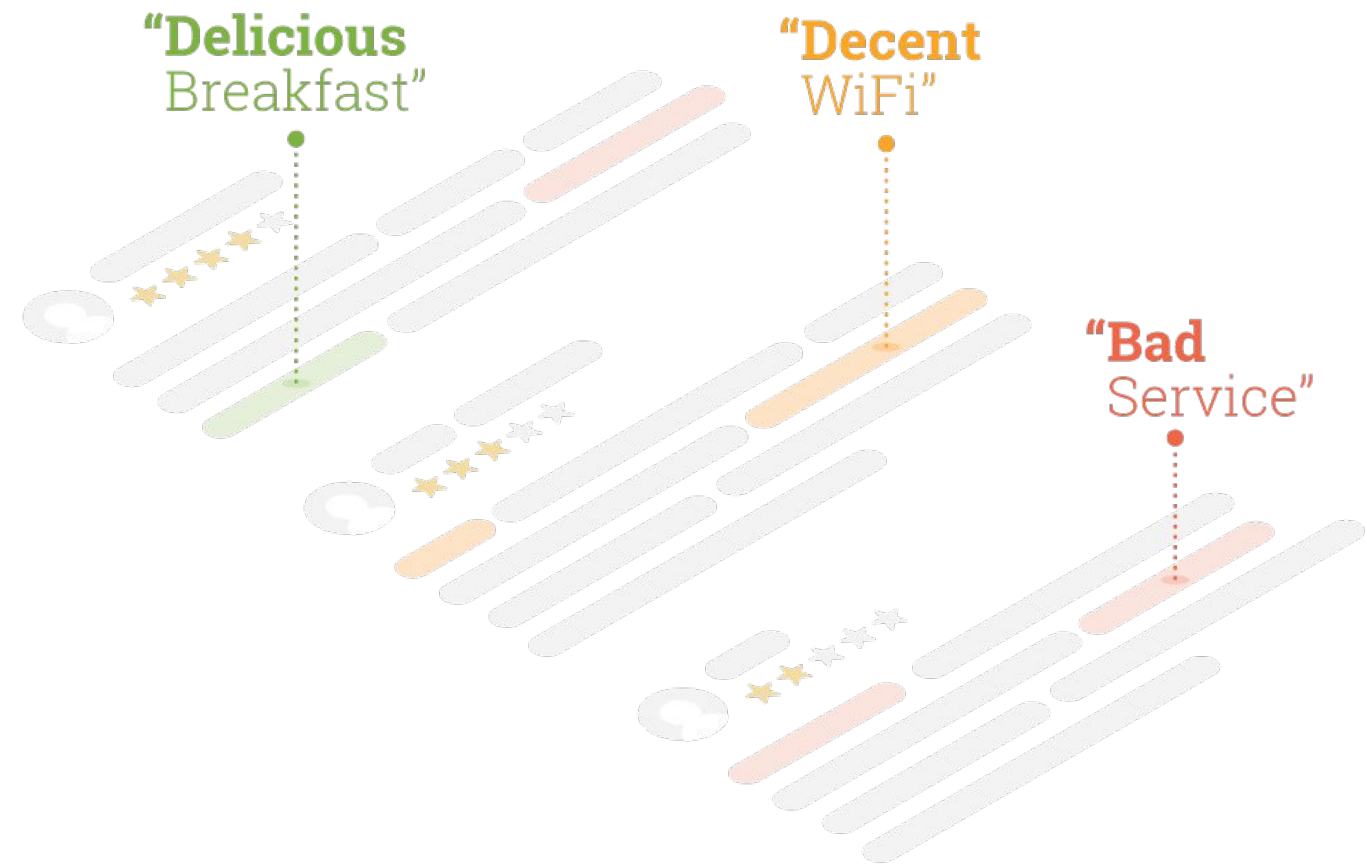 “Delicious
Breakfast”
“Decent
WiFi”
“Bad
Service”